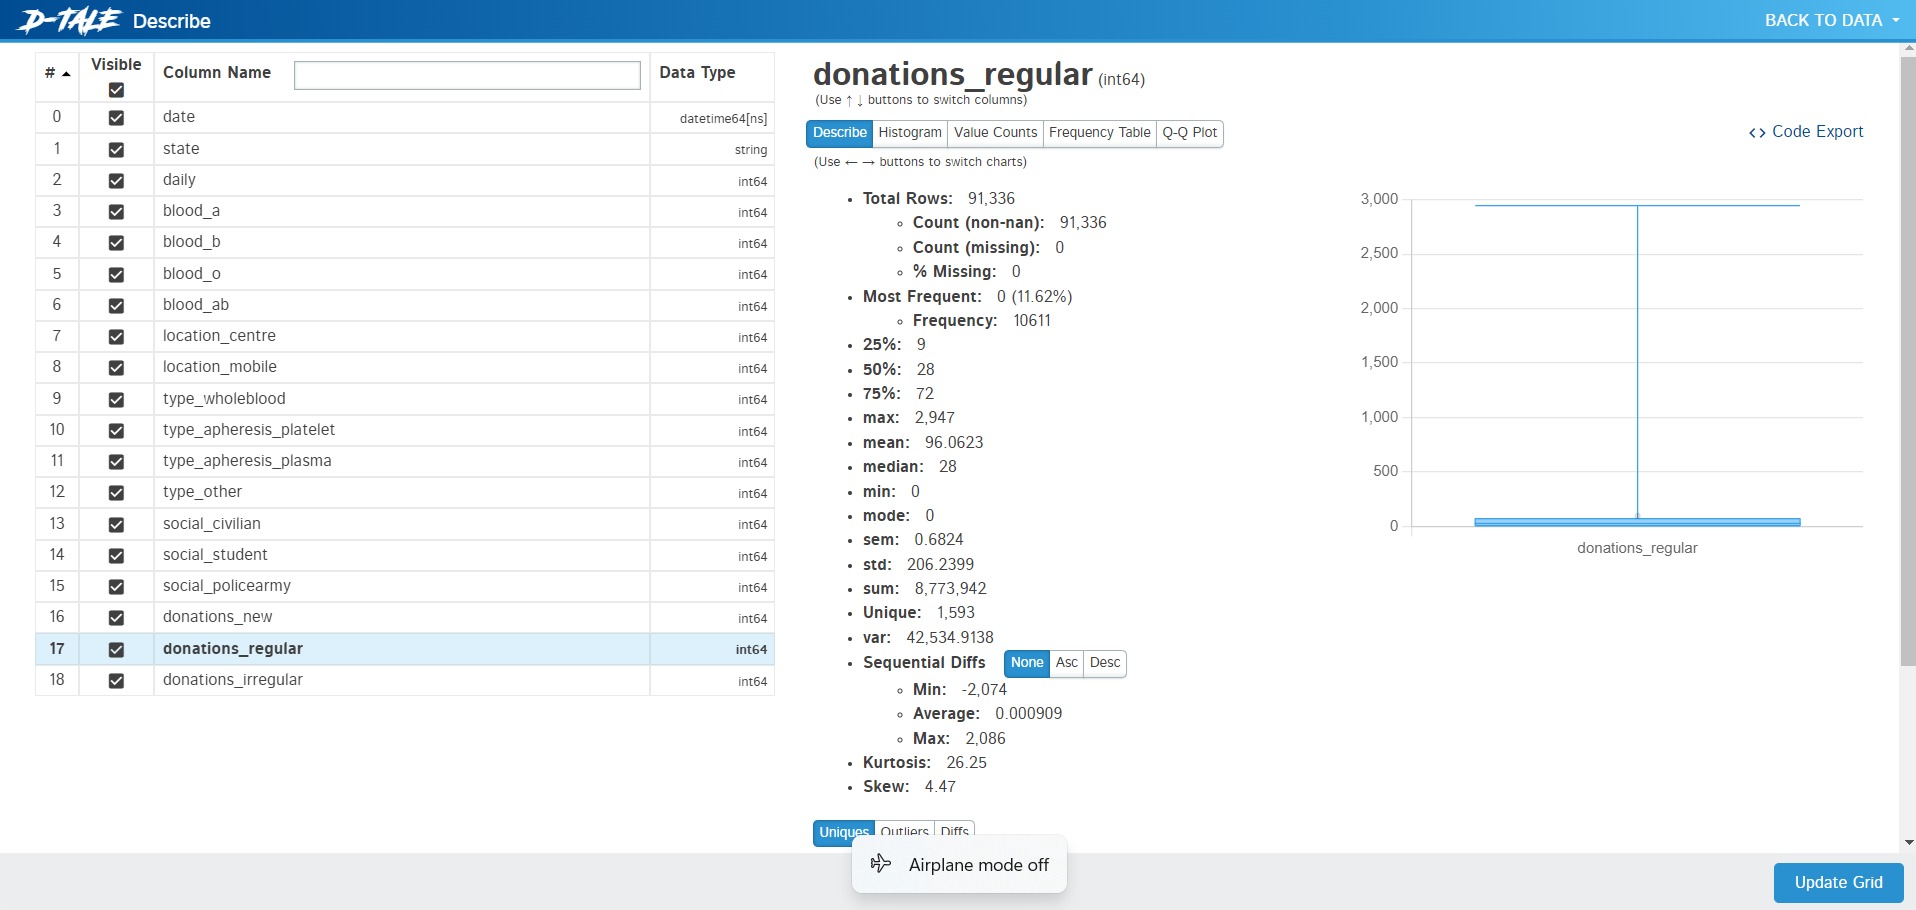 D-TALE Describe
BACK TO DATA
# Visible Column Name Data Type
0 date datetime64[ns]
1 state string
2 daily int64
3 blood_a int64
4 blood_b int64
5 blood_o int64
6 blood_ab int64
7 location_centre int64
8 location_mobile int64
9 type_wholeblood int64
10 type_apheresis_platelet int64
11 type_apheresis_plasma int64
12 type_other int64
13 social_civilian int64
14 social_student int64
15 social_policearmy int64
16 donations_new int64
17 donations_regular int64
18 donations_irregular int64
donations_regular (int64)
(Use ↑ ↓ buttons to switch columns)
Describe Histogram Value Counts Frequency Table Q-Q Plot
<> Code Export
(Use ← → buttons to switch charts)
Total Rows: 91,336
Count (non-nan): 91,336
Count (missing): 0
% Missing: 0
Most Frequent: 0 (11.62%)
Frequency: 10611
25%: 9
50%: 28
75%: 72
max: 2,947
mean: 96.0623
median: 28
min: 0
mode: 0
sem: 0.6824
std: 206.2399
sum: 8,773,942
Unique: 1,593
var: 42,534.9138
Sequential Diffs None Asc Desc
Min: -2,074
Average: 0.000909
Max: 2,086
Kurtosis: 26.25
Skew: 4.47
Uniques Outliers Diffs
3,000
2,500
2,000
1,500
1,000
500
0
donations_regular
Airplane mode off
Update Grid